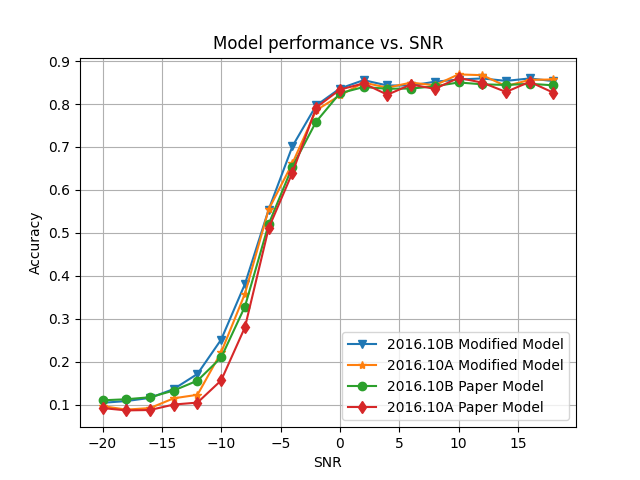 Model performance vs. SNR
Accuracy
0.9
0.8
0.7
0.6
0.5
0.4
0.3
0.2
0.1
2016.10B Modified Model
2016.10A Modified Model
2016.10B Paper Model
2016.10A Paper Model
−20 −15 −10 −5 0 5 10 15
SNR